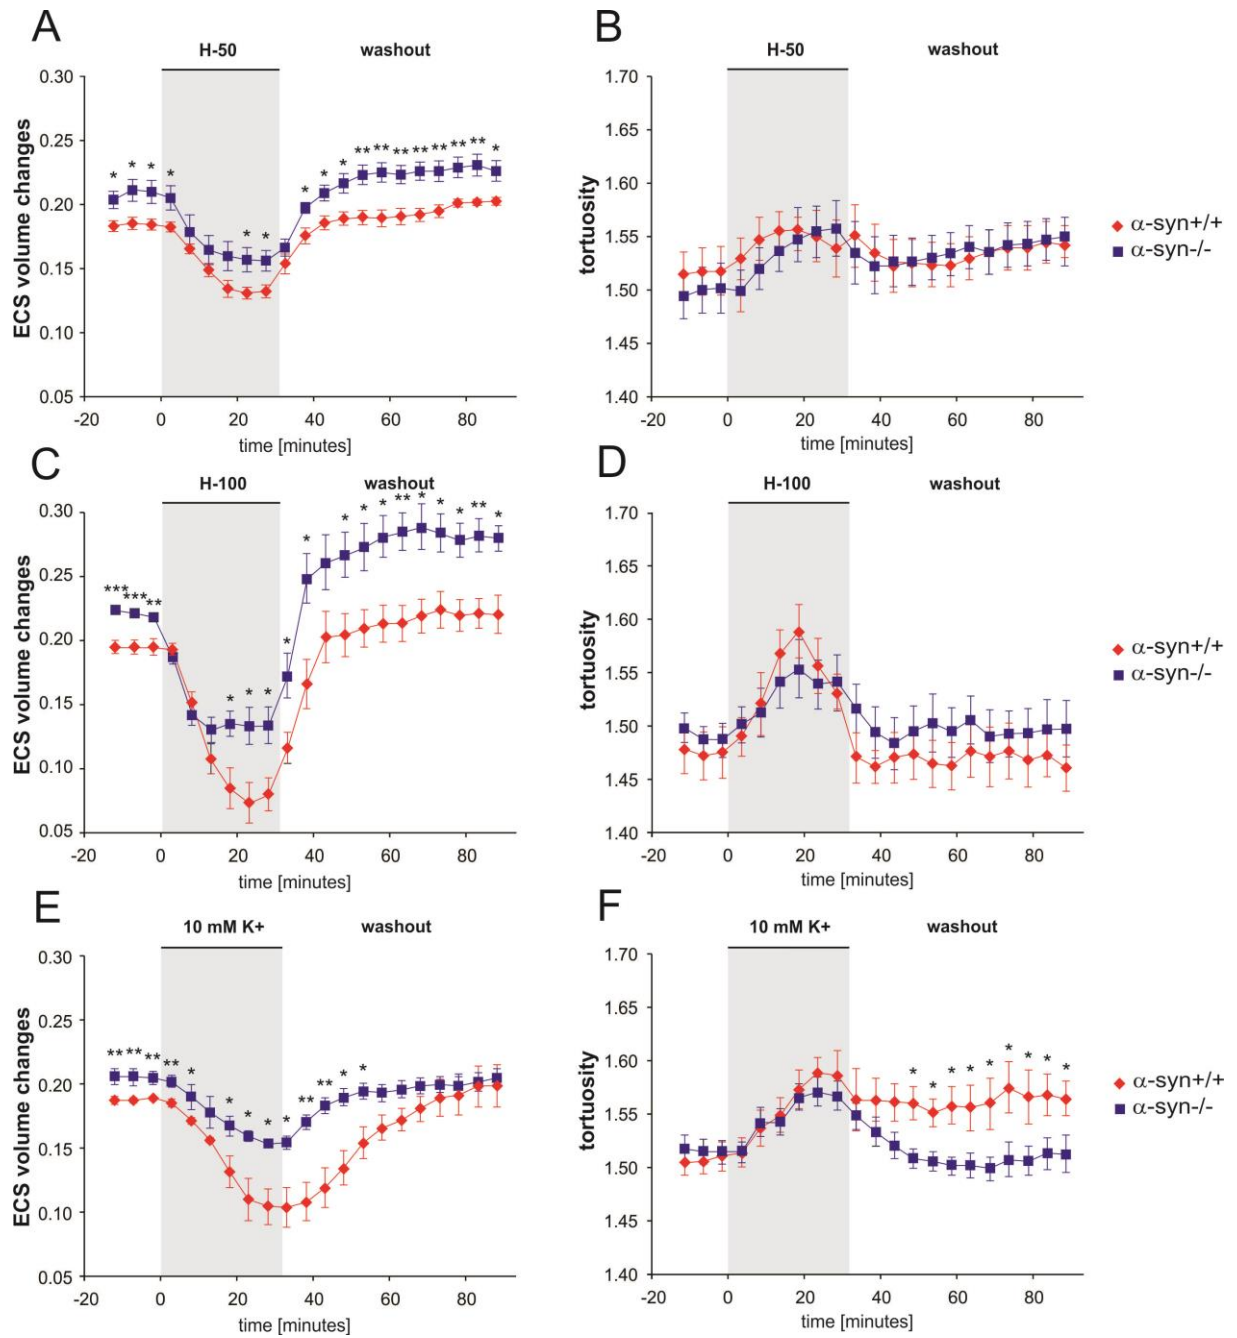 A
H-50 washout
0.30
0.25
0.20
0.15
0.10
0.05
ECS volume changes
* * * * * * * * * ** ** ** ** ** ** ** *
-20 0 20 40 60 80
time [minutes]
B
H-50 washout
1.70
1.65
1.60
1.55
1.50
1.45
1.40
tortuosity
-20 0 20 40 60 80
time [minutes]
α-syn+/+
α-syn-/-
C
H-100 washout
0.30
0.25
0.20
0.15
0.10
0.05
ECS volume changes
*** *** ** * * * * * * * * ** * * * ** *
-20 0 20 40 60 80
time [minutes]
D
H-100 washout
1.70
1.65
1.60
1.55
1.50
1.45
1.40
tortuosity
-20 0 20 40 60 80
time [minutes]
α-syn+/+
α-syn-/-
E
10 mM K+ washout
0.30
0.25
0.20
0.15
0.10
0.05
ECS volume changes
** ** ** ** * * * * * ** ** * *
-20 0 20 40 60 80
time [minutes]
F
10 mM K+ washout
1.70
1.65
1.60
1.55
1.50
1.45
1.40
tortuosity
* * * * * * * * *
-20 0 20 40 60 80
time [minutes]
α-syn+/+
α-syn-/-